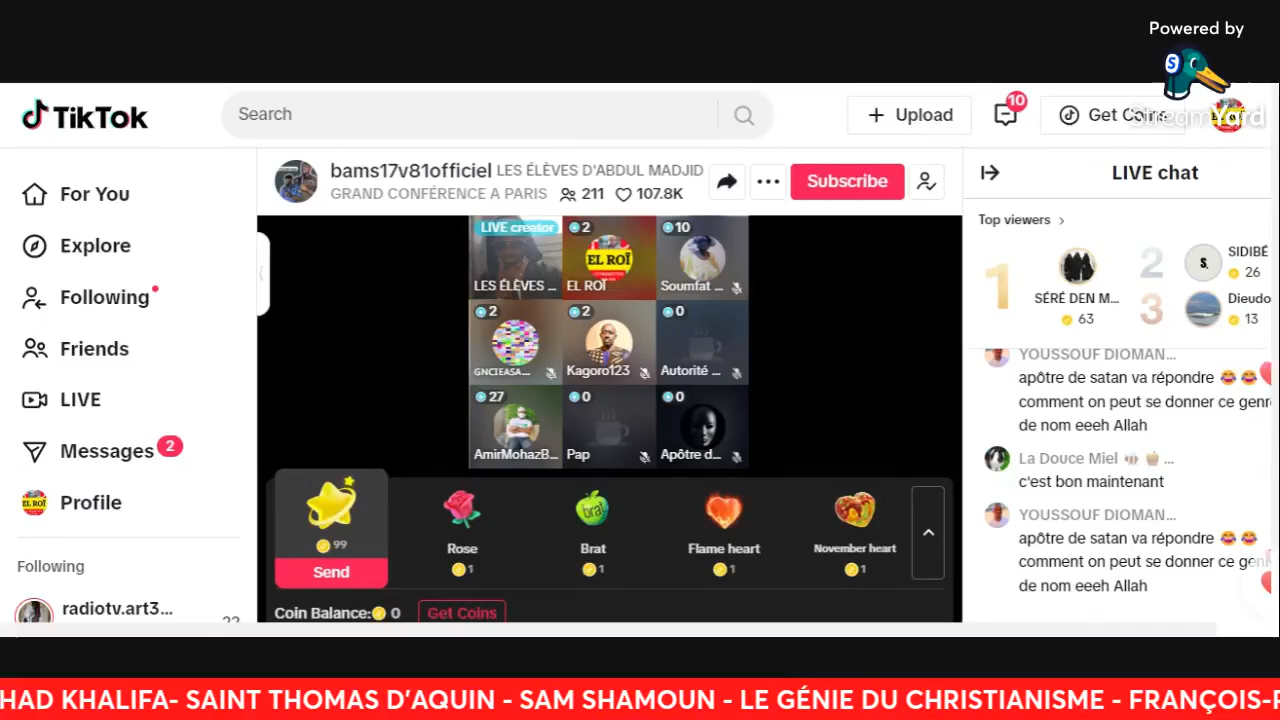 Powered by
StreamYard
TikTok
Search
Upload
10
Get Coins
bams17v81officiel LES ÉLÈVES D'ABDUL MADJID
GRAND CONFÉRENCE A PARIS 211 107.8K
Subscribe
LIVE chat
For You
Explore
Following
Friends
LIVE
Messages 2
EL ROÏ Profile
Following
radiotv.art3...
Top viewers
1
SÉRÉ DEN M...
63
2
S.
SIDIBÉ
26
3
Dieudo
13
LIVE creator
LES ÉLÈVES ...
2
EL ROÏ
EL ROÏ
10
Soumfat ...
2
GNCIEASA...
2
Kagoro123
0
Autorité ...
27
AmirMohazB...
0
Pap
0
Apôtre d...
YOUSSOUF DIOMAN...
apôtre de satan va répondre 😂 😂
comment on peut se donner ce genre
de nom eeeh Allah
La Douce Miel ...
c'est bon maintenant
YOUSSOUF DIOMAN...
apôtre de satan va répondre 😂 😂
comment on peut se donner ce genre
de nom eeeh Allah
99
Send
Rose
1
brat
Brat
1
Flame heart
1
November heart
1
Coin Balance: 0 Get Coins
HAD KHALIFA- SAINT THOMAS D'AQUIN - SAM SHAMOUN - LE GÉNIE DU CHRISTIANISME - FRANÇOIS-